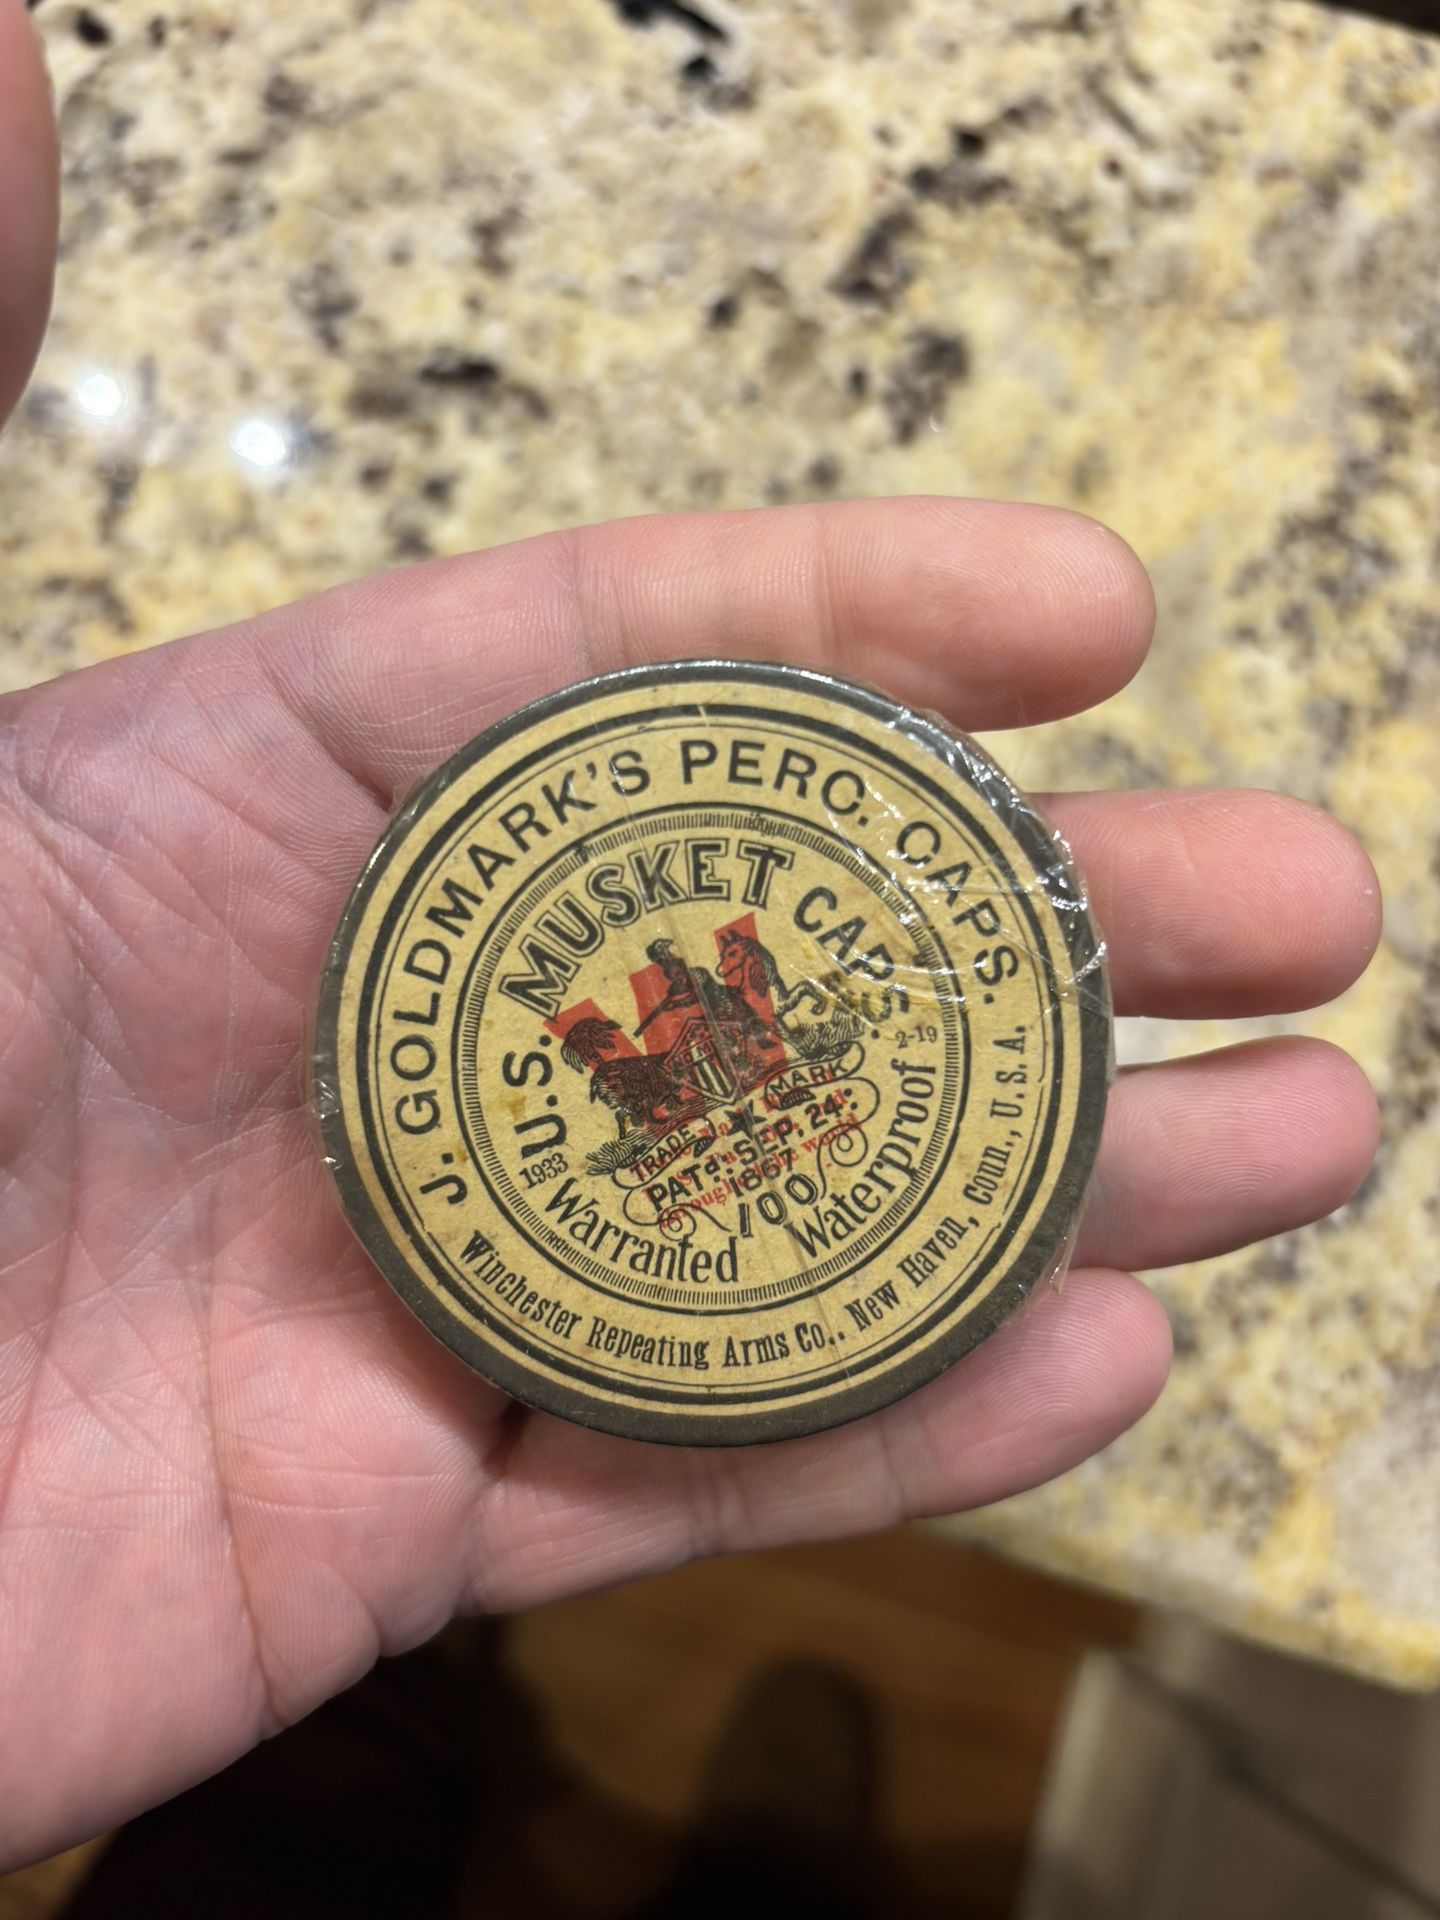 J. GOLDMARK'S PERC. CAPS.
U.S. MUSKET CAPS.
2-19
1933
TRADE MARK
PAT'd: SEP. 24:
1867
100
Warranted Waterproof
Winchester Repeating Arms Co., New Haven, Conn., U.S.A.